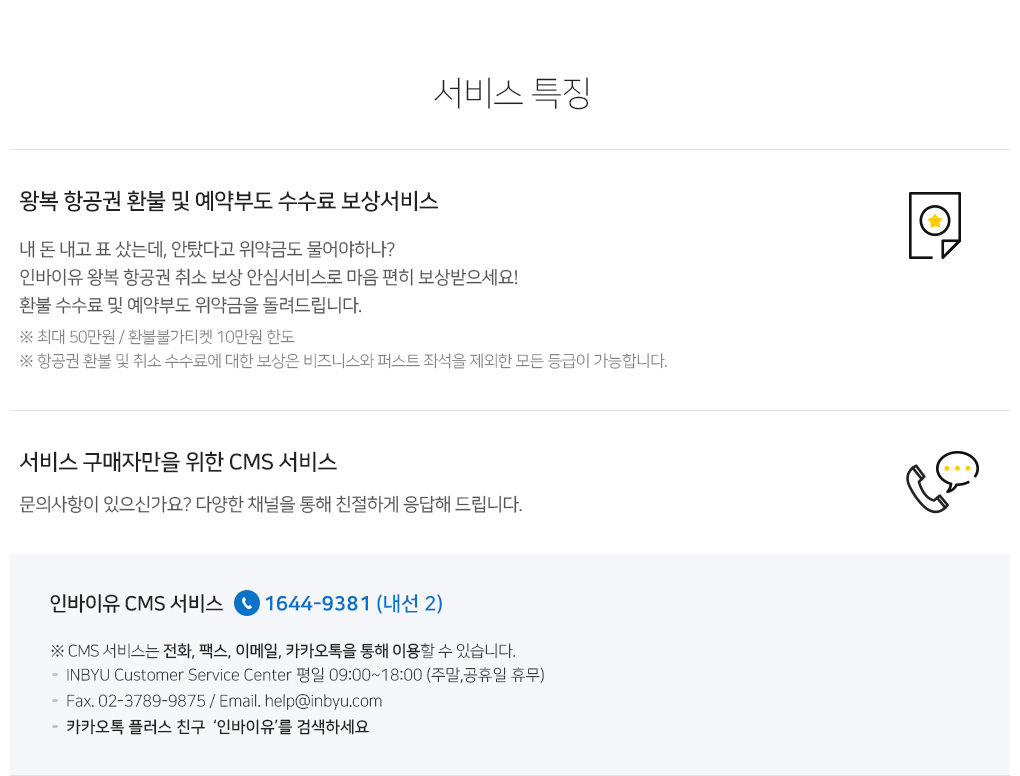 서비스 특징
왕복 항공권 환불 및 예약부도 수수료 보상서비스
내 돈 내고 표 샀는데, 안탔다고 위약금도 물어야하나?
인바이유 왕복 항공권 취소 보상 안심서비스로 마음 편히 보상받으세요!
환불 수수료 및 예약부도 위약금을 돌려드립니다.
※ 최대 50만원 / 환불불가티켓 10만원 한도
※ 항공권 환불 및 취소 수수료에 대한 보상은 비즈니스와 퍼스트 좌석을 제외한 모든 등급이 가능합니다.
서비스 구매자만을 위한 CMS 서비스
문의사항이 있으신가요? 다양한 채널을 통해 친절하게 응답해 드립니다.
인바이유 CMS 서비스 1644-9381 (내선 2)
※ CMS 서비스는 전화, 팩스, 이메일, 카카오톡을 통해 이용할 수 있습니다.
- INBYU Customer Service Center 평일 09:00~18:00 (주말,공휴일 휴무)
- Fax. 02-3789-9875 / Email. help@inbyu.com
- 카카오톡 플러스 친구 ‘인바이유’를 검색하세요